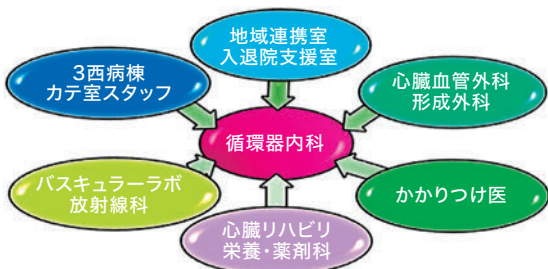 地域連携室
入退院支援室
3西病棟
カテ室スタッフ
心臓血管外科
形成外科
循環器内科
バスキュラーラボ
放射線科
かかりつけ医
心臓リハビリ
栄養・薬剤科